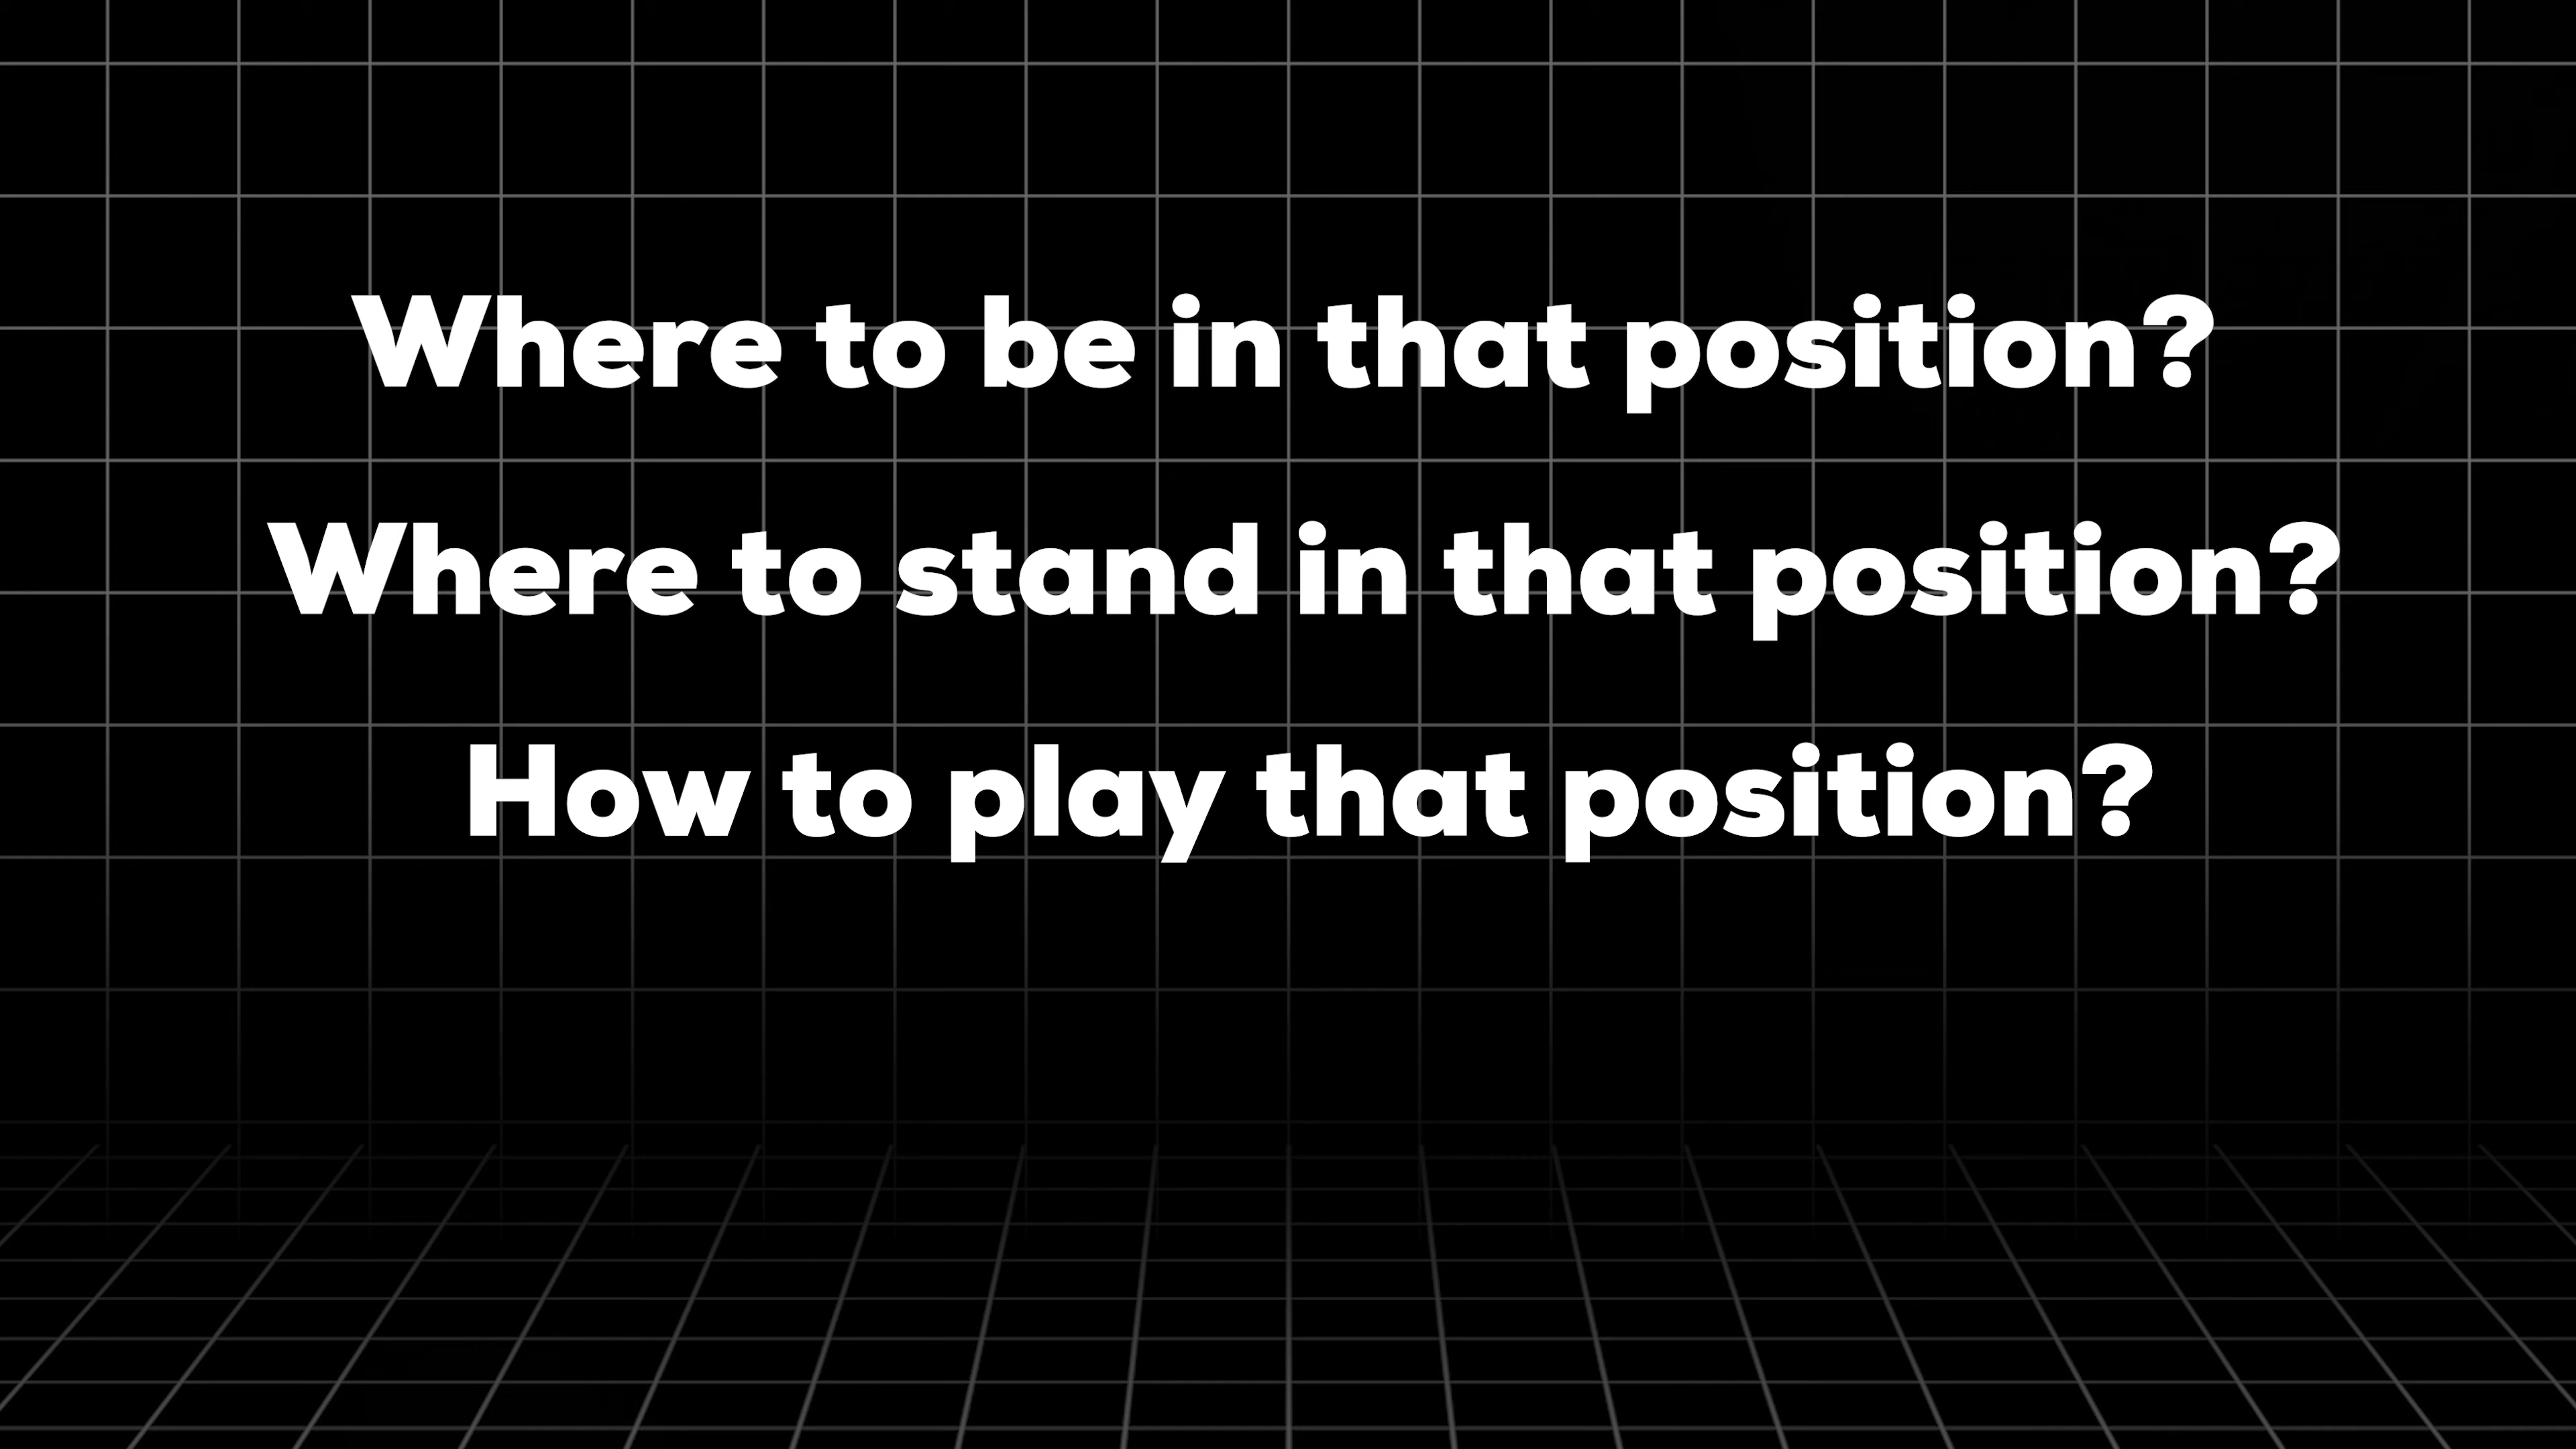 Where to be in that position?
Where to stand in that position?
How to play that position?